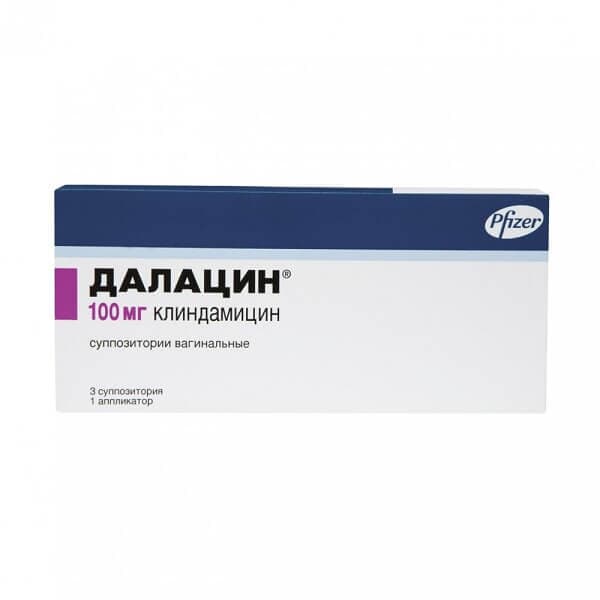 Pfizer
ДАЛАЦИН®
100 мг клиндамицин
суппозитории вагинальные
3 суппозитория
1 аппликатор